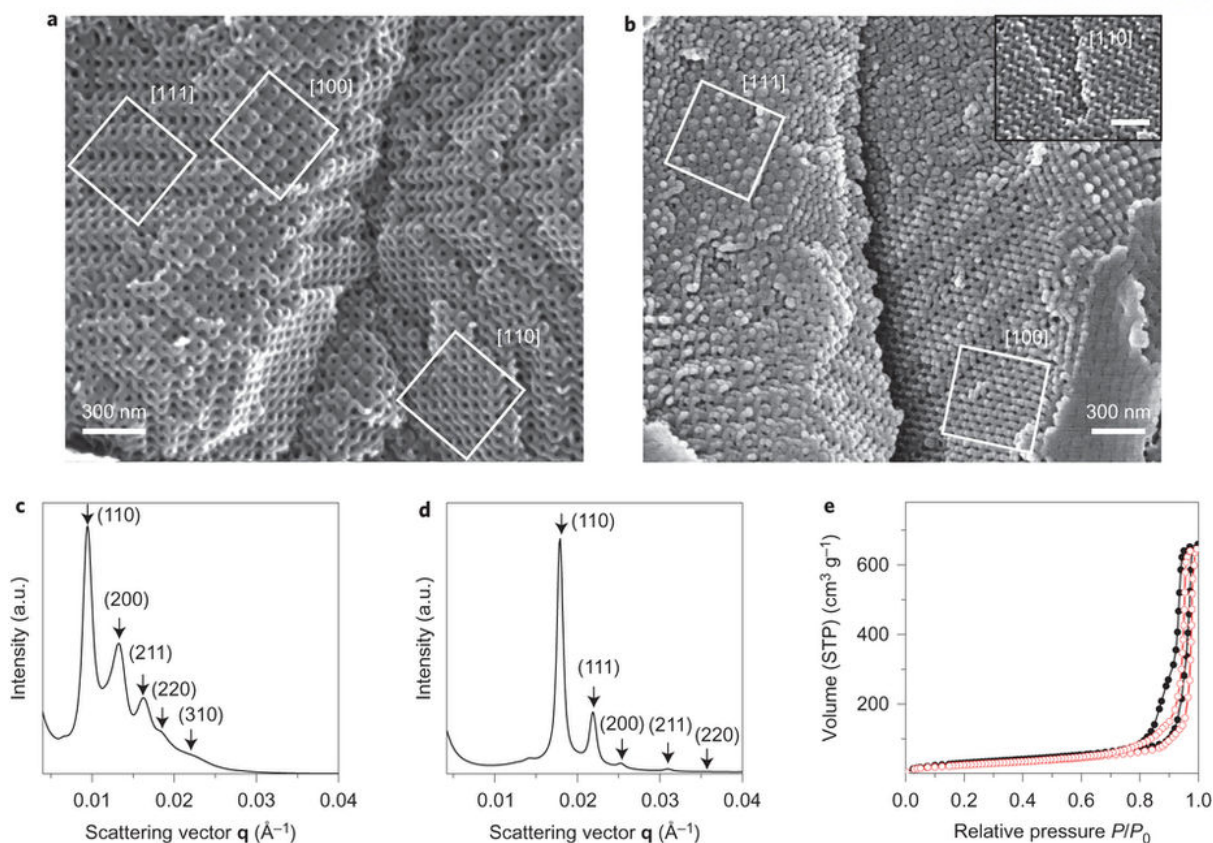 a
[111]
[100]
[110]
300 nm
b
[111]
[110]
[100]
300 nm
c
(110)
(200)
(211)
(220)
(310)
Intensity (a.u.)
0.01 0.02 0.03 0.04
Scattering vector q (Å⁻¹)
d
(110)
(111)
(200)
(211)
(220)
Intensity (a.u.)
0.01 0.02 0.03 0.04
Scattering vector q (Å⁻¹)
e
Volume (STP) (cm³ g⁻¹)
600
400
200
0.0 0.2 0.4 0.6 0.8 1.0
Relative pressure P/P₀